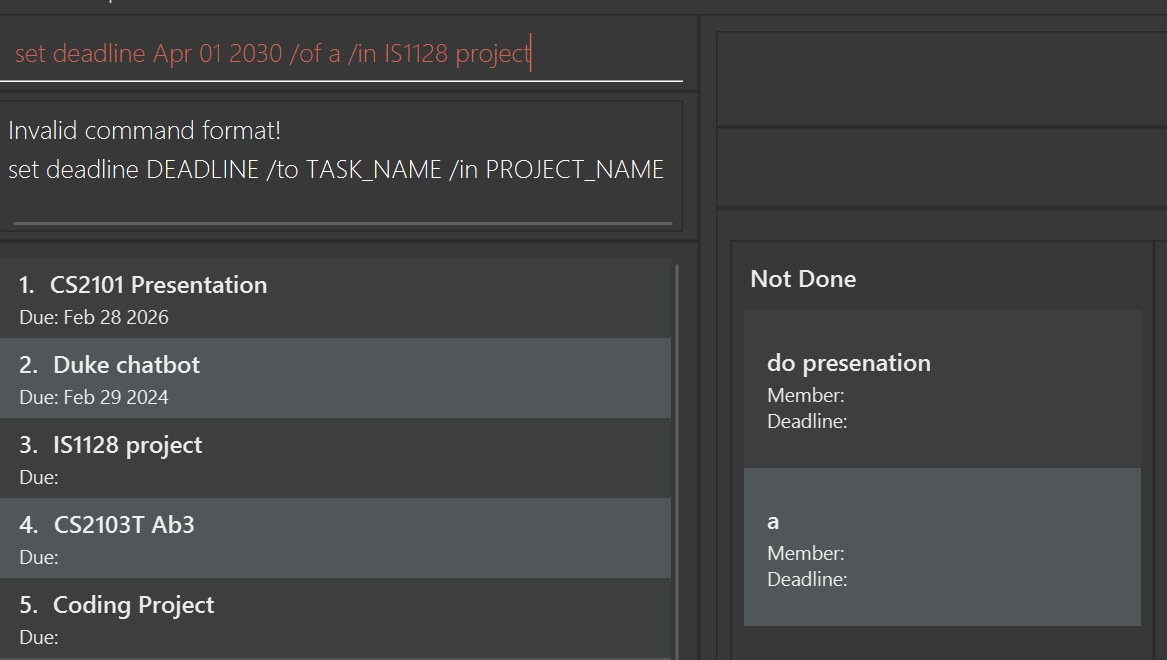 set deadline Apr 01 2030 /of a /in IS1128 project
Invalid command format!
set deadline DEADLINE /to TASK_NAME /in PROJECT_NAME
1. CS2101 Presentation
Due: Feb 28 2026
2. Duke chatbot
Due: Feb 29 2024
3. IS1128 project
Due:
4. CS2103T Ab3
Due:
5. Coding Project
Due:
Not Done
do presenation
Member:
Deadline:
a
Member:
Deadline: